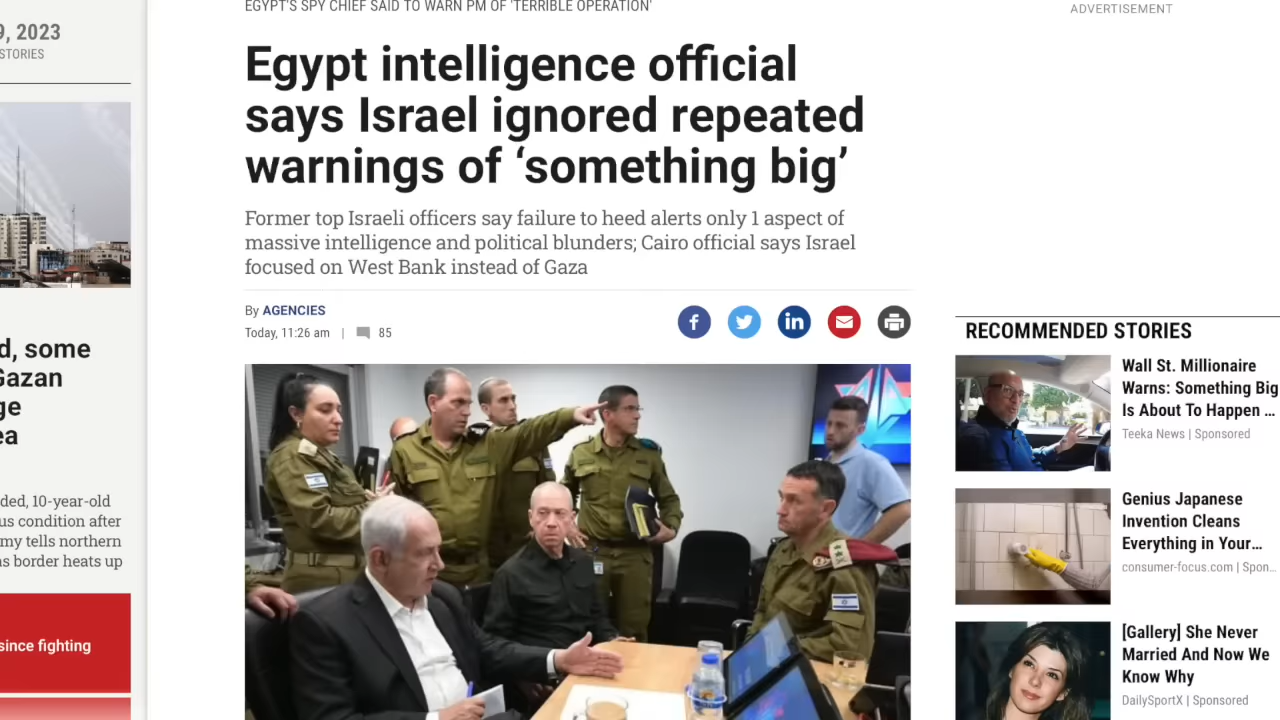 EGYPT'S SPY CHIEF SAID TO WARN PM OF 'TERRIBLE OPERATION'
ADVERTISEMENT
9, 2023
STORIES
Egypt intelligence official
says Israel ignored repeated
warnings of ‘something big’
Former top Israeli officers say failure to heed alerts only 1 aspect of
massive intelligence and political blunders; Cairo official says Israel
focused on West Bank instead of Gaza
By AGENCIES
Today, 11:26 am | 85
d, some
Gazan
ge
ea
ded, 10-year-old
us condition after
my tells northern
as border heats up
since fighting
RECOMMENDED STORIES
Wall St. Millionaire
Warns: Something Big
Is About To Happen ...
Teeka News | Sponsored
Genius Japanese
Invention Cleans
Everything in Your...
consumer-focus.com | Spon...
[Gallery] She Never
Married And Now We
Know Why
DailySportX | Sponsored